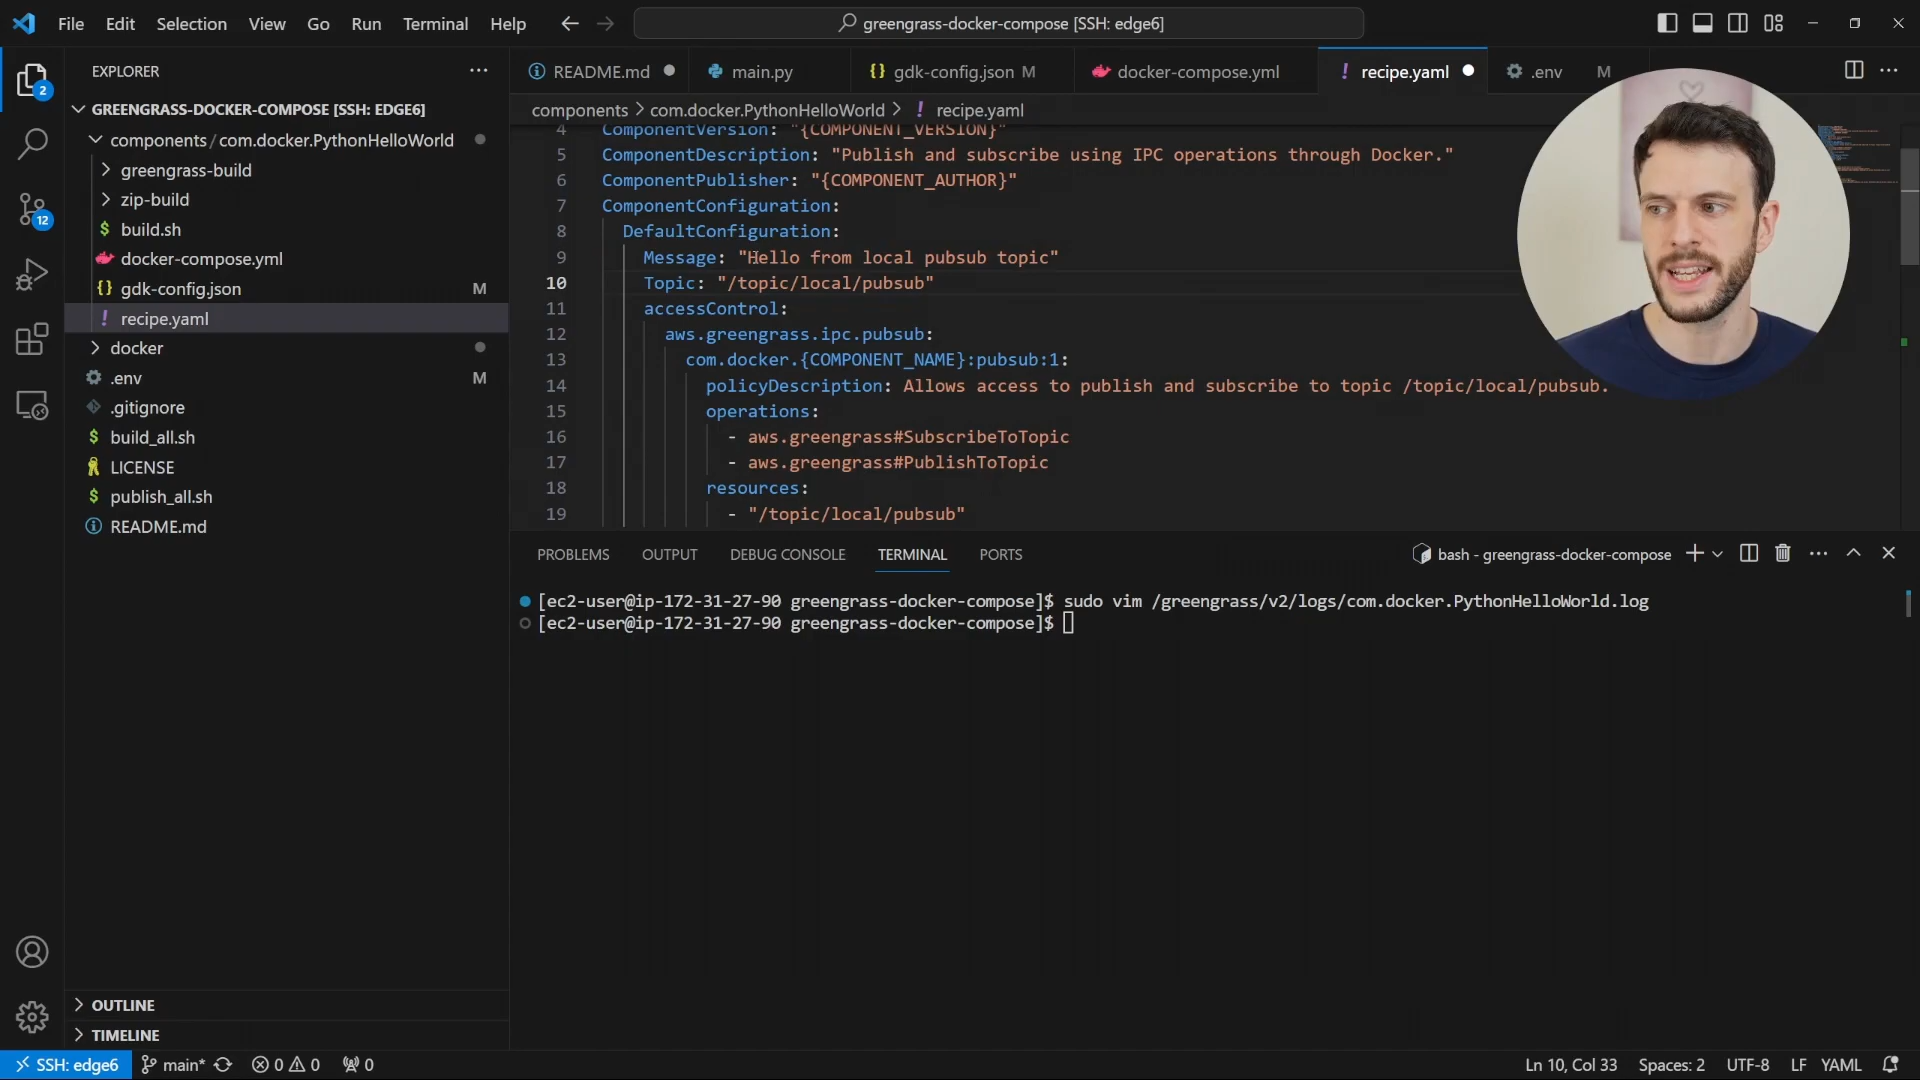 File Edit Selection View Go Run Terminal Help
greengrass-docker-compose [SSH: edge6]
EXPLORER
GREENGRASS-DOCKER-COMPOSE [SSH: EDGE6]
components / com.docker.PythonHelloWorld
greengrass-build
zip-build
build.sh
docker-compose.yml
gdk-config.json M
recipe.yaml
docker
.env M
.gitignore
build_all.sh
LICENSE
publish_all.sh
README.md
OUTLINE
TIMELINE
2
12
README.md main.py gdk-config.json M docker-compose.yml recipe.yaml .env M
components > com.docker.PythonHelloWorld > recipe.yaml
4 ComponentVersion: "{COMPONENT_VERSION}"
5 ComponentDescription: "Publish and subscribe using IPC operations through Docker."
6 ComponentPublisher: "{COMPONENT_AUTHOR}"
7 ComponentConfiguration:
8 DefaultConfiguration:
9 Message: "Hello from local pubsub topic"
10 Topic: "/topic/local/pubsub"
11 accessControl:
12 aws.greengrass.ipc.pubsub:
13 com.docker.{COMPONENT_NAME}:pubsub:1:
14 policyDescription: Allows access to publish and subscribe to topic /topic/local/pubsub.
15 operations:
16 - aws.greengrass#SubscribeToTopic
17 - aws.greengrass#PublishToTopic
18 resources:
19 - "/topic/local/pubsub"
PROBLEMS OUTPUT DEBUG CONSOLE TERMINAL PORTS
bash - greengrass-docker-compose
[ec2-user@ip-172-31-27-90 greengrass-docker-compose]$ sudo vim /greengrass/v2/logs/com.docker.PythonHelloWorld.log
[ec2-user@ip-172-31-27-90 greengrass-docker-compose]$
SSH: edge6 main* 0 0 0
Ln 10, Col 33 Spaces: 2 UTF-8 LF YAML